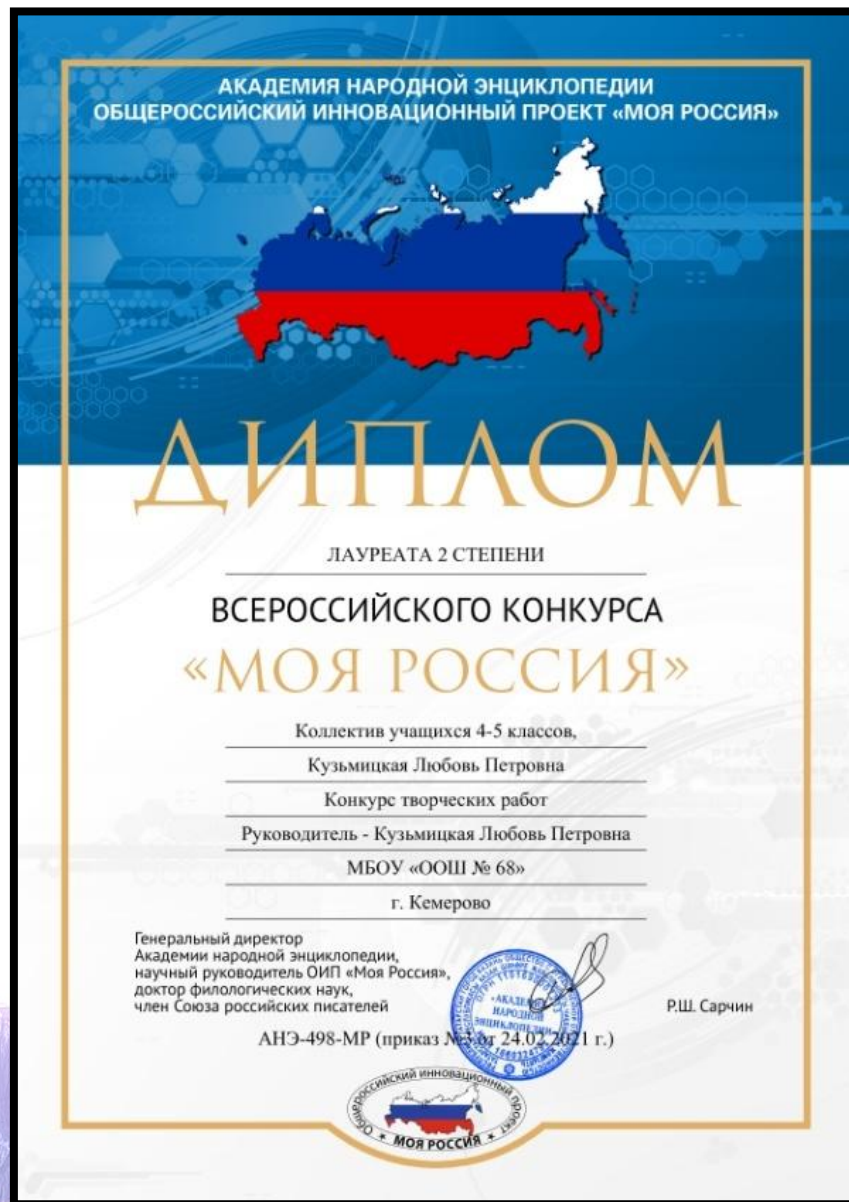 АКАДЕМИЯ НАРОДНОЙ ЭНЦИКЛОПЕДИИ
ОБЩЕРОССИЙСКИЙ ИННОВАЦИОННЫЙ ПРОЕКТ «МОЯ РОССИЯ»
ДИПЛОМ
ЛАУРЕАТА 2 СТЕПЕНИ
ВСЕРОССИЙСКОГО КОНКУРСА
«МОЯ РОССИЯ»
Коллектив учащихся 4-5 классов,
Кузьмицкая Любовь Петровна
Конкурс творческих работ
Руководитель - Кузьмицкая Любовь Петровна
МБОУ «ООШ № 68»
г. Кемерово
Генеральный директор
Академии народной энциклопедии,
научный руководитель ОИП «Моя Россия»,
доктор филологических наук,
член Союза российских писателей
Р.Ш. Сарчин
«АКАДЕМИЯ
НАРОДНОЙ
ЭНЦИКЛОПЕДИИ»
АНЭ-498-МР (приказ №3 от 24.02.2021 г.)
Общероссийский инновационный проект
МОЯ РОССИЯ